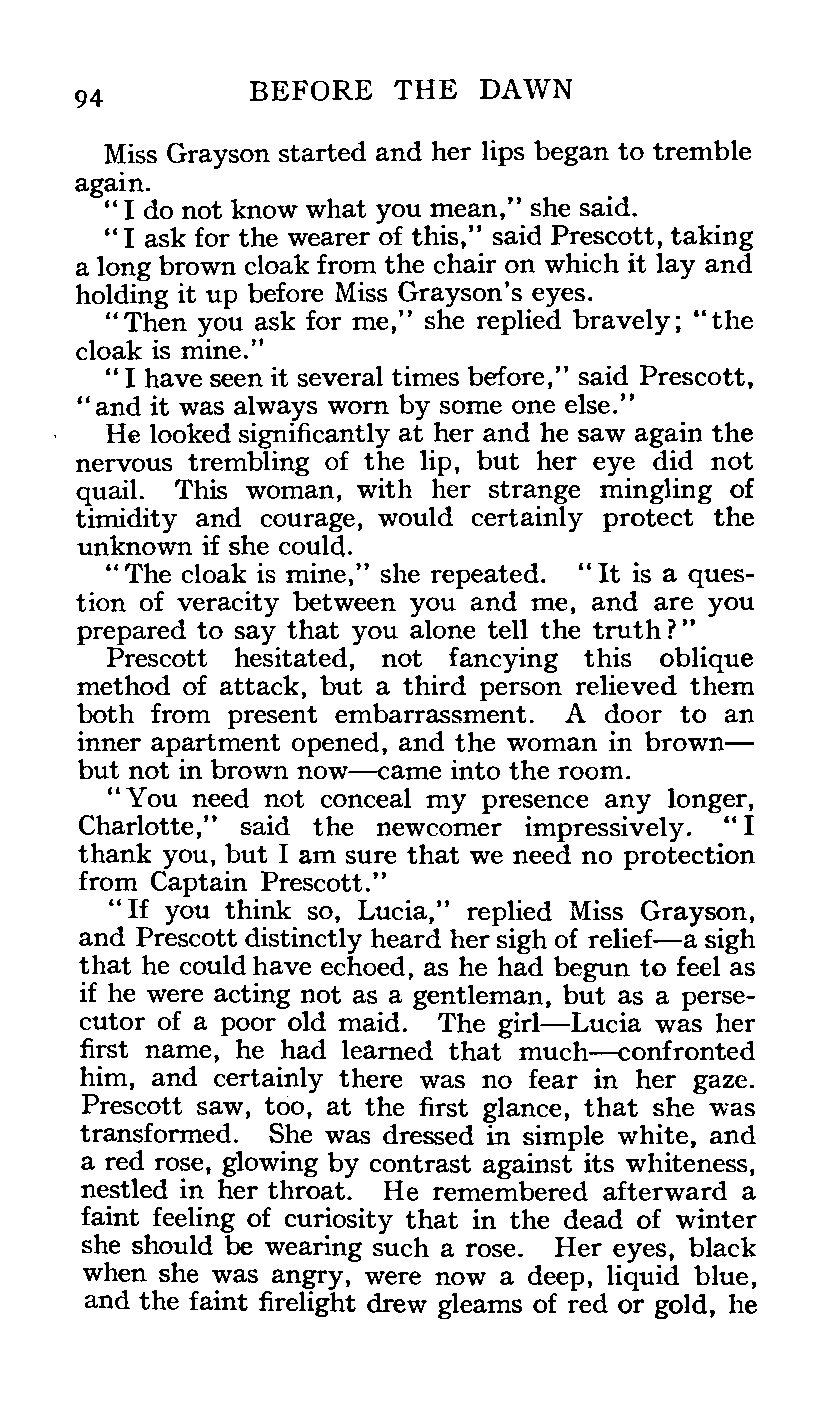 94 BEFORE THE DAWN
Miss Grayson started and her lips began to tremble
again.
"I do not know what you mean," she said.
"I ask for the wearer of this," said Prescott, taking
a long brown cloak from the chair on which it lay and
holding it up before Miss Grayson's eyes.
"Then you ask for me," she replied bravely; "the
cloak is mine."
"I have seen it several times before," said Prescott,
"and it was always worn by some one else."
He looked significantly at her and he saw again the
nervous trembling of the lip, but her eye did not
quail. This woman, with her strange mingling of
timidity and courage, would certainly protect the
unknown if she could.
"The cloak is mine," she repeated. "It is a ques-
tion of veracity between you and me, and are you
prepared to say that you alone tell the truth?"
Prescott hesitated, not fancying this oblique
method of attack, but a third person relieved them
both from present embarrassment. A door to an
inner apartment opened, and the woman in brown—
but not in brown now—came into the room.
"You need not conceal my presence any longer,
Charlotte," said the newcomer impressively. "I
thank you, but I am sure that we need no protection
from Captain Prescott."
"If you think so, Lucia," replied Miss Grayson,
and Prescott distinctly heard her sigh of relief—a sigh
that he could have echoed, as he had begun to feel as
if he were acting not as a gentleman, but as a perse-
cutor of a poor old maid. The girl—Lucia was her
first name, he had learned that much—confronted
him, and certainly there was no fear in her gaze.
Prescott saw, too, at the first glance, that she was
transformed. She was dressed in simple white, and
a red rose, glowing by contrast against its whiteness,
nestled in her throat. He remembered afterward a
faint feeling of curiosity that in the dead of winter
she should be wearing such a rose. Her eyes, black
when she was angry, were now a deep, liquid blue,
and the faint firelight drew gleams of red or gold, he